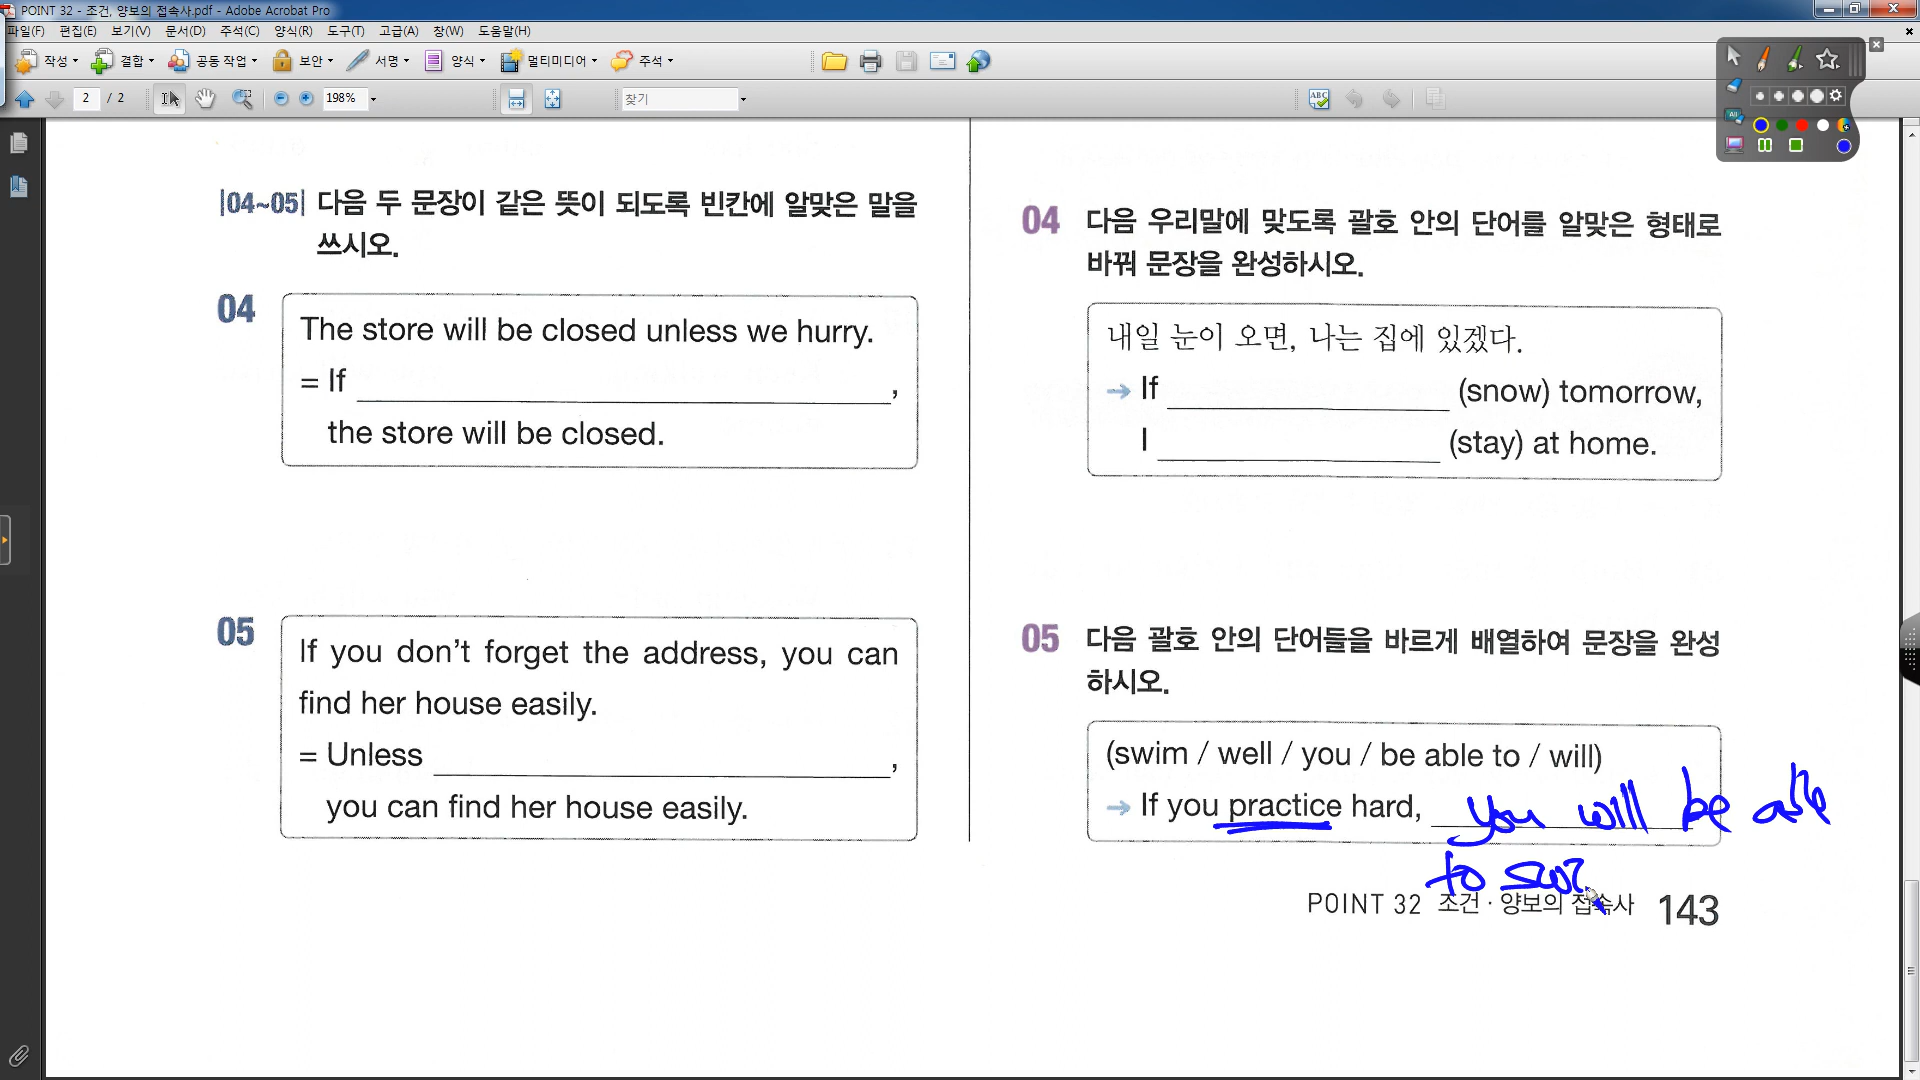 POINT 32 - 조건, 양보의 접속사.pdf - Adobe Acrobat Pro
파일(F) 편집(E) 보기(V) 문서(D) 주석(C) 양식(R) 도구(T) 고급(A) 창(W) 도움말(H)
작성 결합 공동 작업 보안 서명 양식 멀티미디어 주석
2 / 2 198% 찾기
|04~05| 다음 두 문장이 같은 뜻이 되도록 빈칸에 알맞은 말을
쓰시오.
04
The store will be closed unless we hurry.
= If ,
the store will be closed.
05
If you don't forget the address, you can
find her house easily.
= Unless ,
you can find her house easily.
04 다음 우리말에 맞도록 괄호 안의 단어를 알맞은 형태로
바꿔 문장을 완성하시오.
내일 눈이 오면, 나는 집에 있겠다.
→ If (snow) tomorrow,
I (stay) at home.
05 다음 괄호 안의 단어들을 바르게 배열하여 문장을 완성
하시오.
(swim / well / you / be able to / will)
→ If you practice hard, you will be able
to
POINT 32 조건 · 양보의 접속사 143